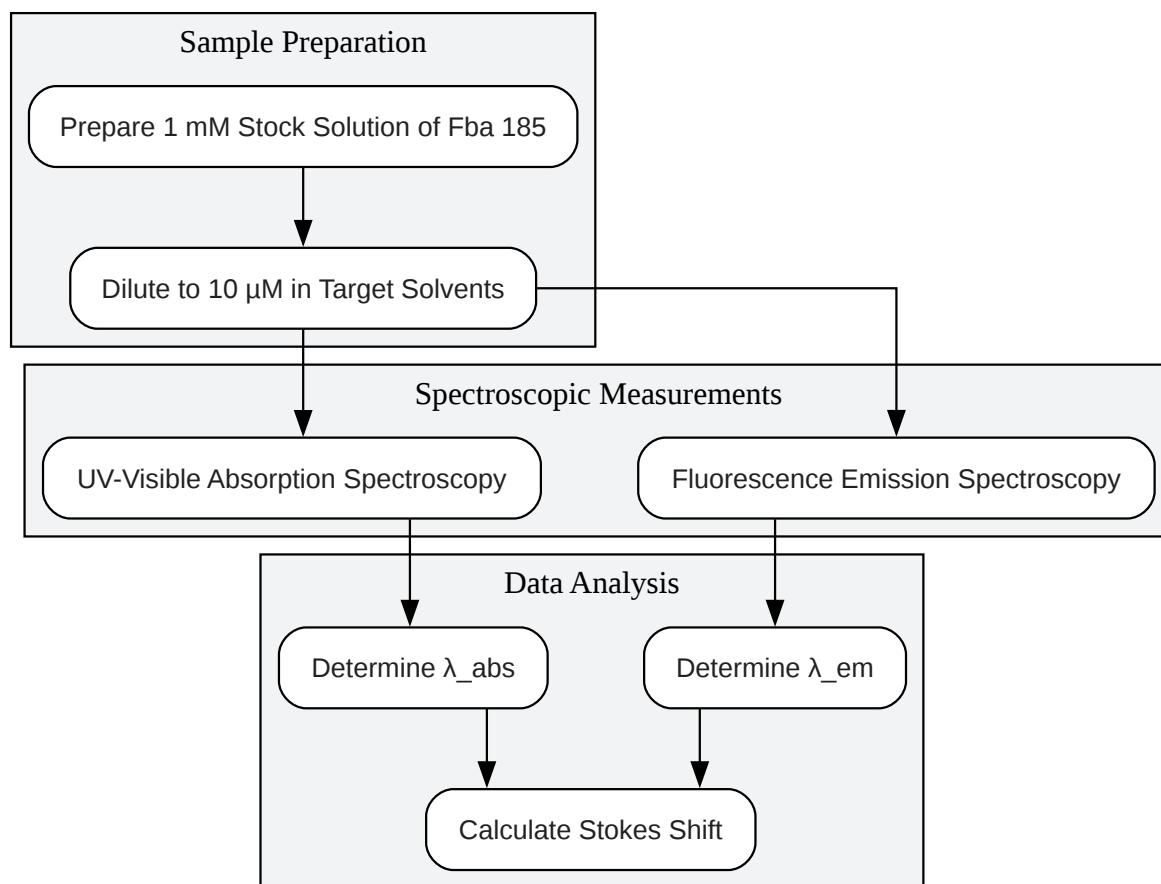 Sample Preparation
Prepare 1 mM Stock Solution of Fba 185
Dilute to 10 µM in Target Solvents
Spectroscopic Measurements
UV-Visible Absorption Spectroscopy
Fluorescence Emission Spectroscopy
Data Analysis
Determine λ_abs
Determine λ_em
Calculate Stokes Shift